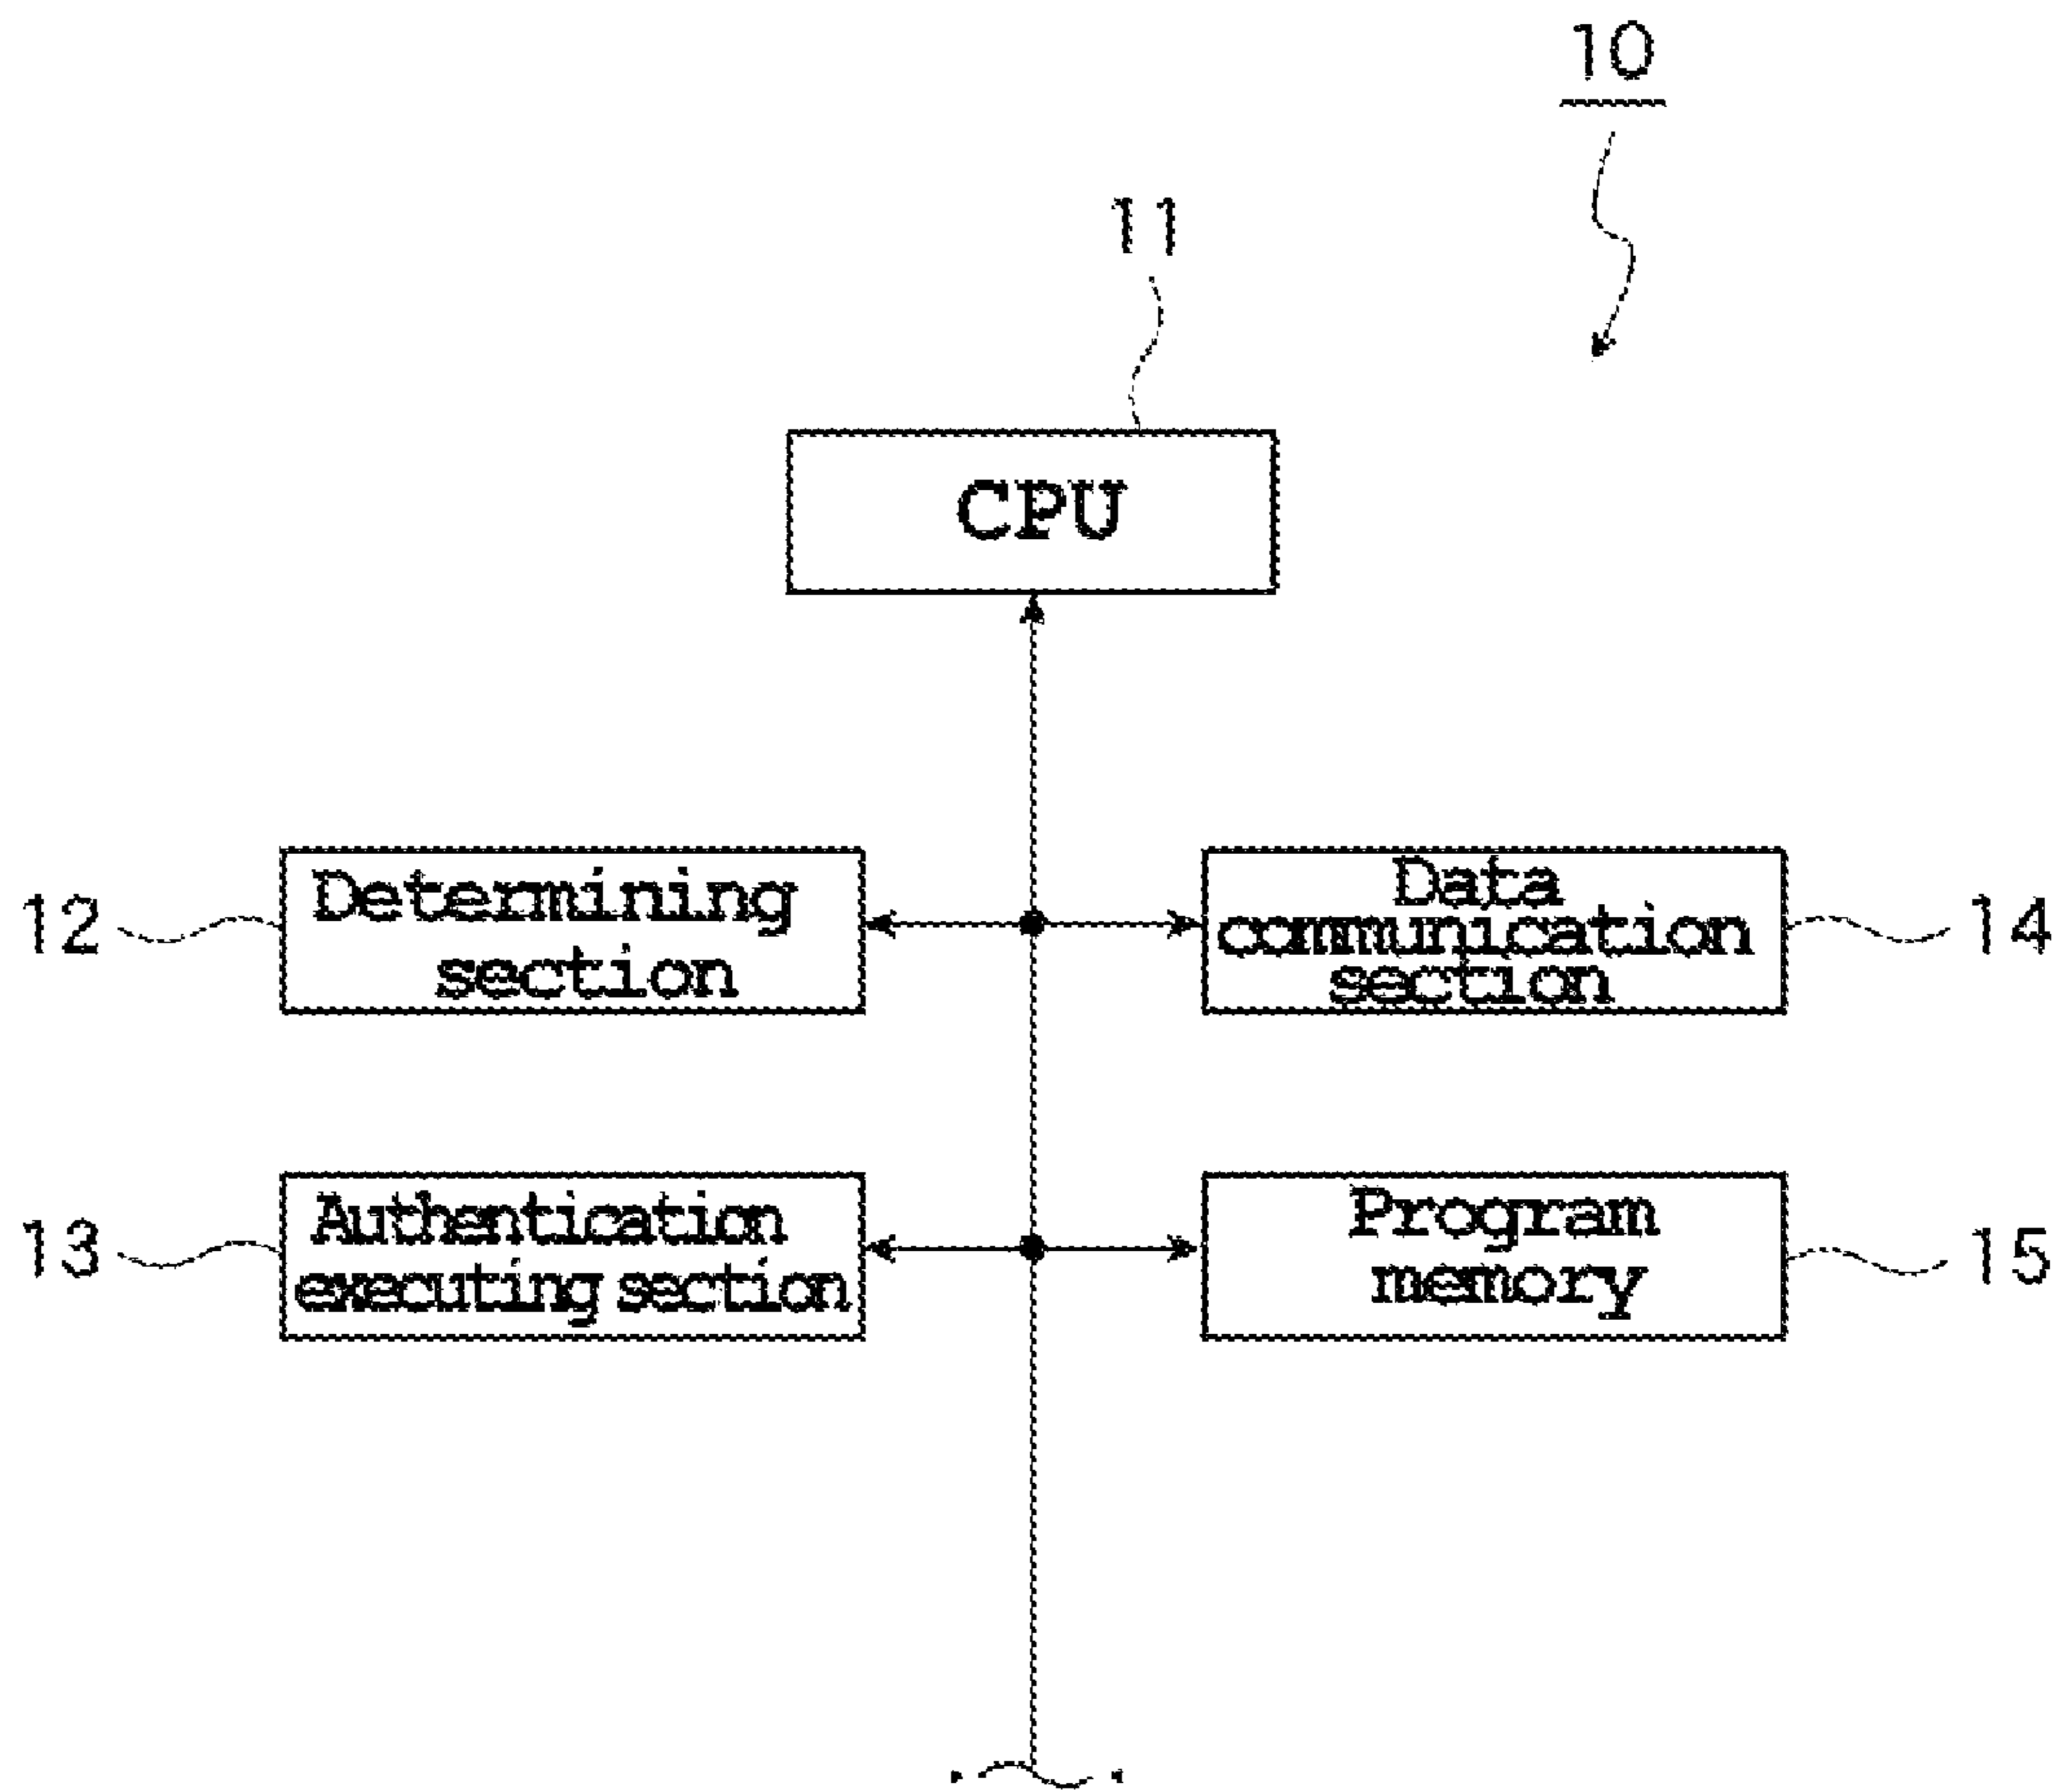 10
11
CPU
12
Determining
section
Data
communication
section
14
13
Authentication
executing section
Program
memory
15